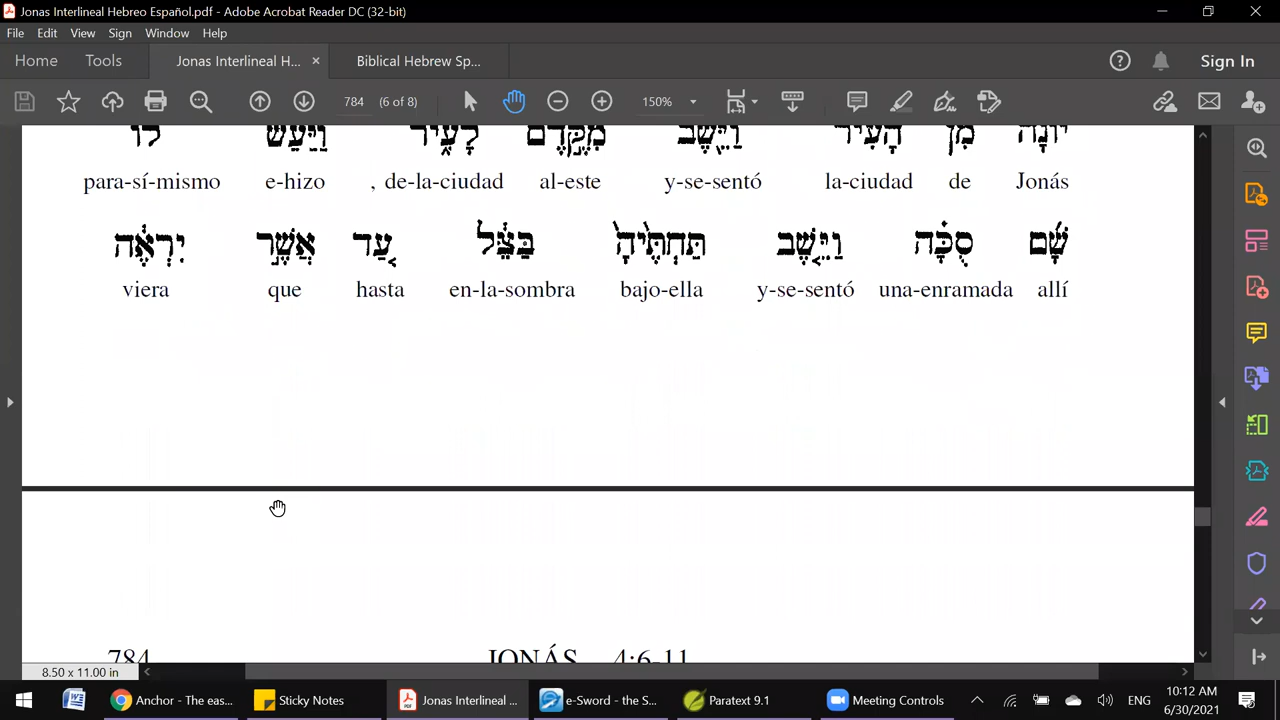 Jonas Interlineal Hebreo Español.pdf - Adobe Acrobat Reader DC (32-bit)
File Edit View Sign Window Help
Home Tools Jonas Interlineal H... × Biblical Hebrew Sp... Sign In
784 (6 of 8) 150%
יוֹנָה מִן הָעִיר וַיֵּשֶׁב מִקֶּדֶם לָעִיר וַיַּעַשׂ לוֹ
para-sí-mismo e-hizo , de-la-ciudad al-este y-se-sentó la-ciudad de Jonás
שָׁם סֻכָּה וַיֵּשֶׁב תַּחְתֶּיהָ בַּצֵּל עַד אֲשֶׁר יִרְאֶה
viera que hasta en-la-sombra bajo-ella y-se-sentó una-enramada allí
784 JONÁS 4:6-11
8.50 x 11.00 in
Anchor - The eas... Sticky Notes Jonas Interlineal ... e-Sword - the S... Paratext 9.1 Meeting Controls ENG 10:12 AM
6/30/2021